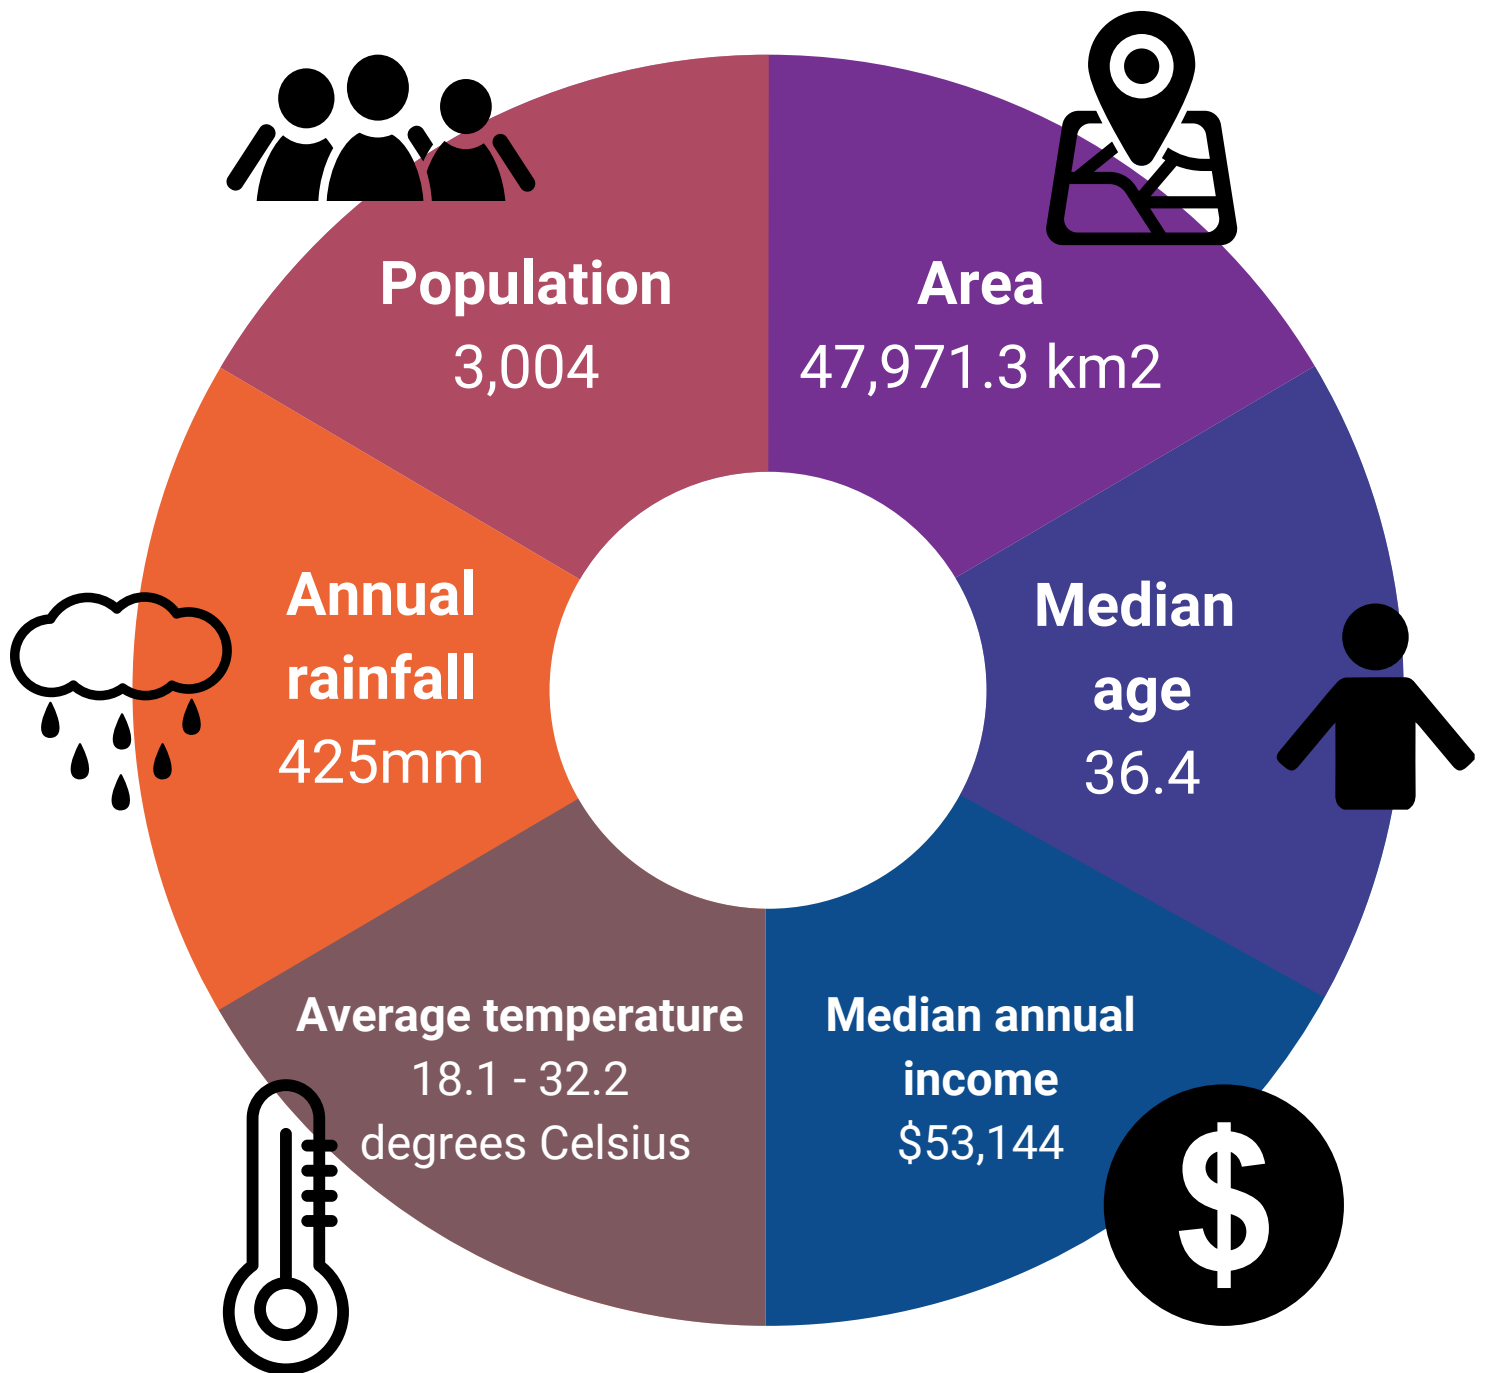 Population
3,004
Area
47,971.3 km2
Median
age
36.4
Median annual
income
$53,144
Average temperature
18.1 - 32.2
degrees Celsius
Annual
rainfall
425mm
$